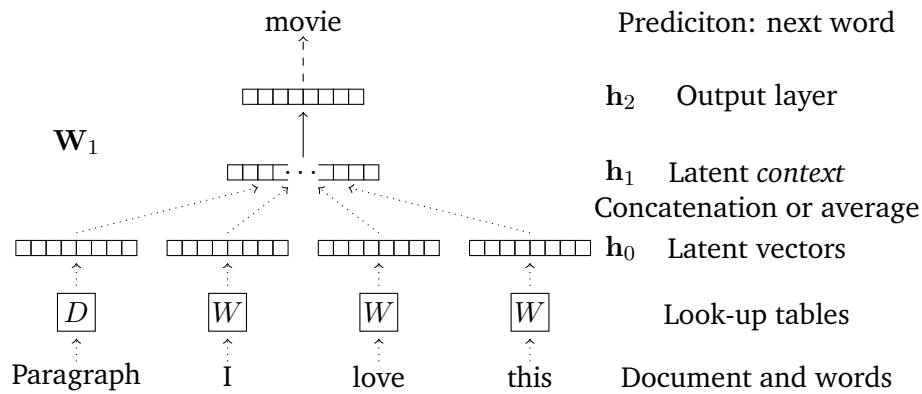 movie Prediciton: next word
h2 Output layer
W1
... h1 Latent context
Concatenation or average
h0 Latent vectors
D W W W Look-up tables
Paragraph I love this Document and words